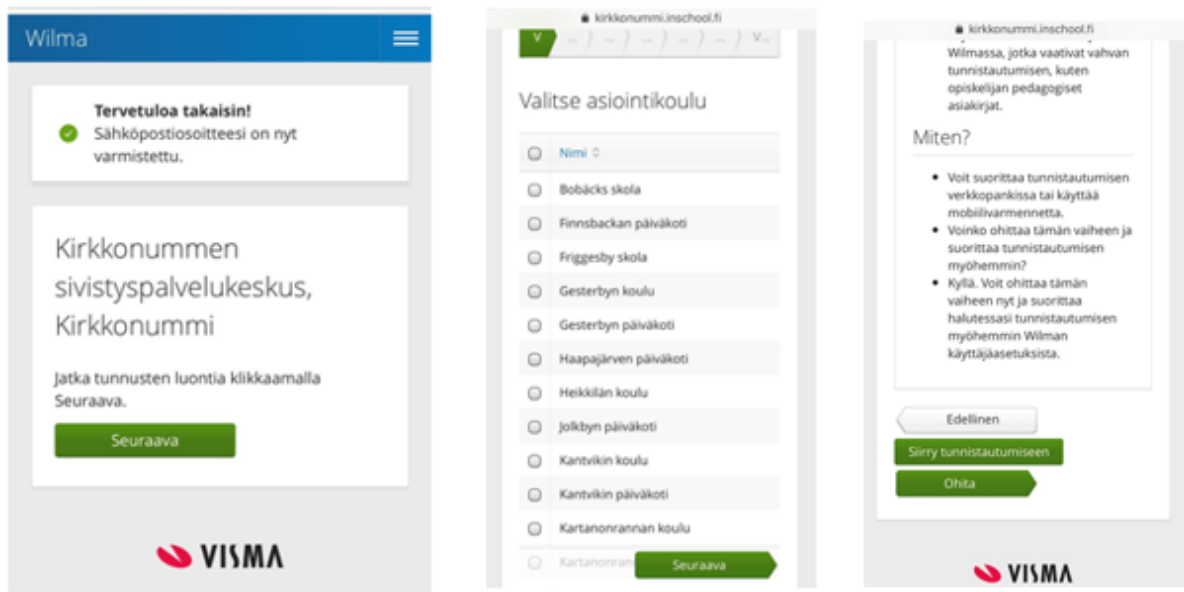 Wilma
Tervetuloa takaisin!
Sähköpostiosoitteesi on nyt
varmistettu.
Kirkkonummen
sivistyspalvelukeskus,
Kirkkonummi
Jatka tunnusten luontia klikkaamalla
Seuraava.
Seuraava
VISMA
kirkkonummi.inschool.fi
V ... ... ... ... ... V...
Valitse asiointikoulu
Nimi
Bobäcks skola
Finnsbackan päiväkoti
Friggesby skola
Gesterbyn koulu
Gesterbyn päiväkoti
Haapajärven päiväkoti
Heikkilän koulu
Jolkbyn päiväkoti
Kantvikin koulu
Kantvikin päiväkoti
Kartanonrannan koulu
Kartanonran
Seuraava
kirkkonummi.inschool.fi
Wilmassa, jotka vaativat vahvan
tunnistautumisen, kuten
opiskelijan pedagogiset
asiakirjat.
Miten?
Voit suorittaa tunnistautumisen
verkkopankissa tai käyttää
mobiilivarmennetta.
Voinko ohittaa tämän vaiheen ja
suorittaa tunnistautumisen
myöhemmin?
Kyllä. Voit ohittaa tämän
vaiheen nyt ja suorittaa
halutessasi tunnistautumisen
myöhemmin Wilman
käyttäjäasetuksista.
Edellinen
Siirry tunnistautumiseen
Ohita
VISMA